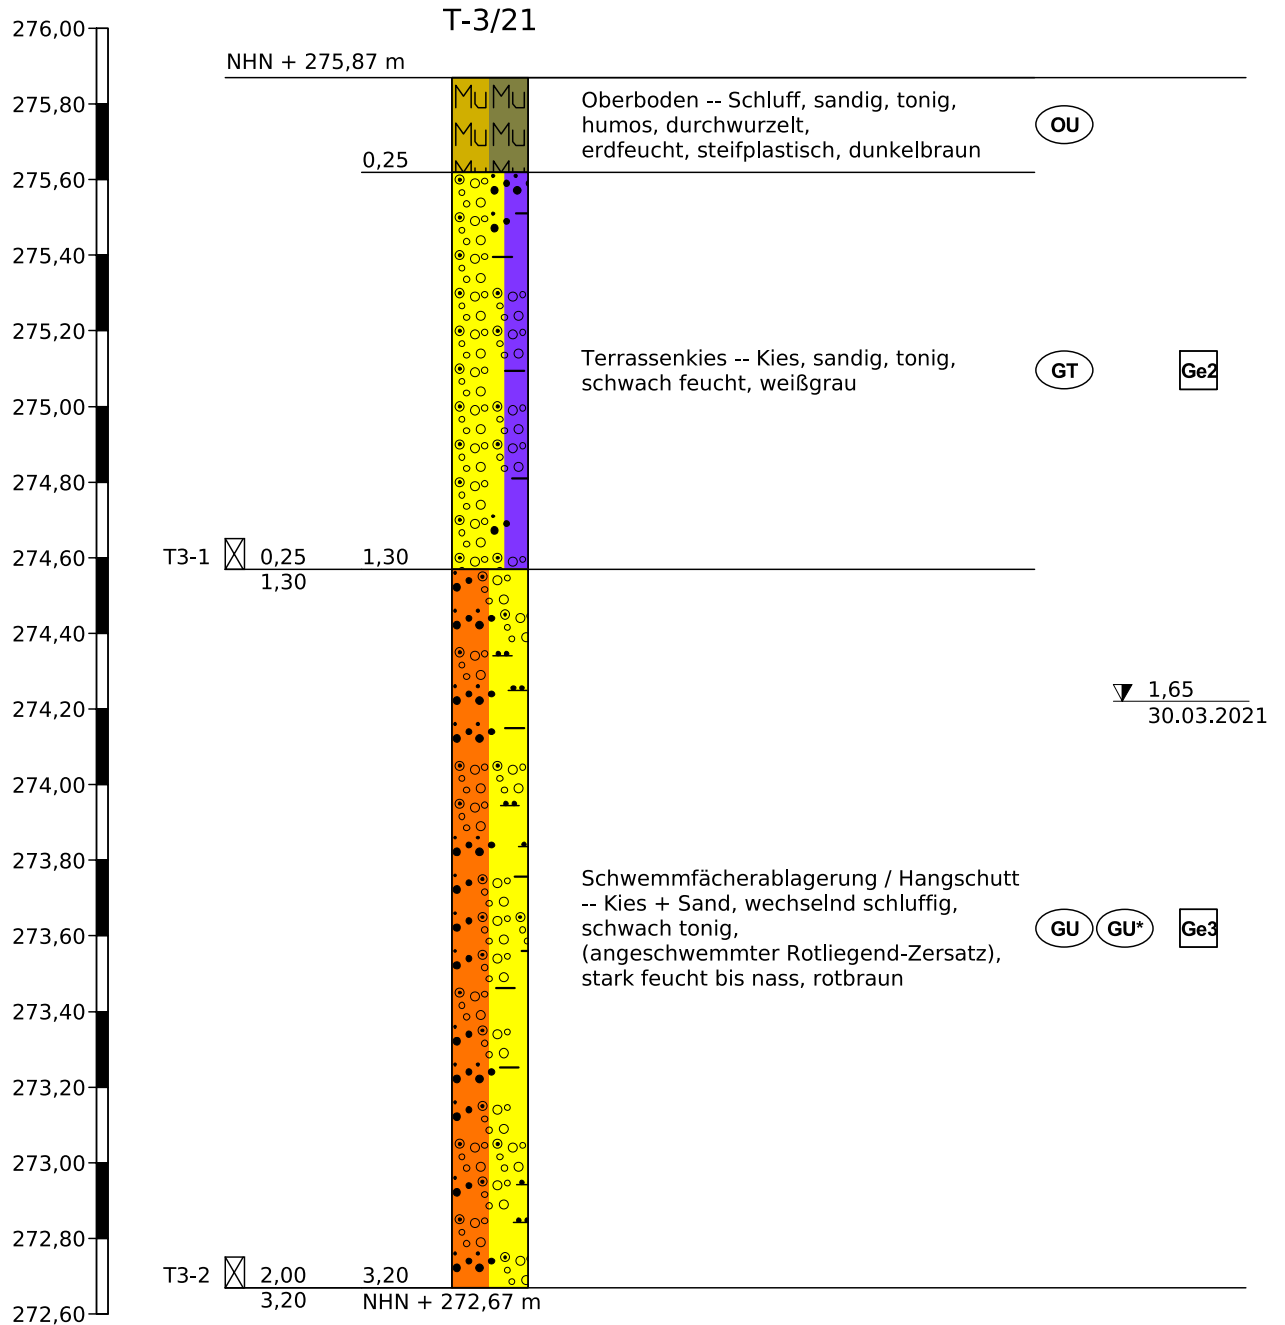 T-3/21
276,00
NHN + 275,87 m
275,80
Mu Mu
Mu Mu
Mu Mu
Oberboden -- Schluff, sandig, tonig,
humos, durchwurzelt,
erdfeucht, steifplastisch, dunkelbraun
OU
0,25
275,60
275,40
275,20
Terrassenkies -- Kies, sandig, tonig,
schwach feucht, weißgrau
GT
Ge2
275,00
274,80
274,60
T3-1
0,25
1,30
1,30
274,40
274,20
1,65
30.03.2021
274,00
273,80
Schwemmfächerablagerung / Hangschutt
-- Kies + Sand, wechselnd schluffig,
schwach tonig,
(angeschwemmter Rotliegend-Zersatz),
stark feucht bis nass, rotbraun
GU
GU*
Ge3
273,60
273,40
273,20
273,00
272,80
T3-2
2,00
3,20
3,20
NHN + 272,67 m
272,60